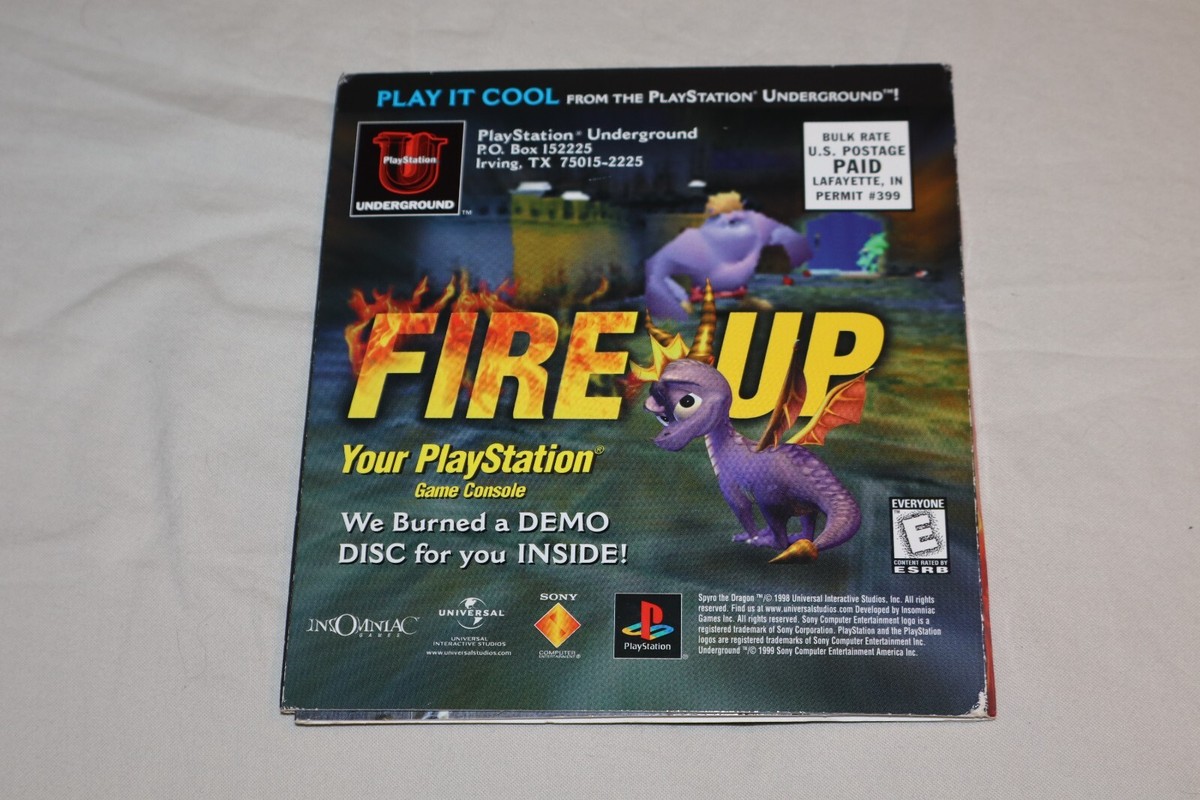 PLAY IT COOL FROM THE PLAYSTATION® UNDERGROUND™!
PlayStation
UNDERGROUND™
PlayStation® Underground
P.O. Box 152225
Irving, TX 75015-2225
BULK RATE
U.S. POSTAGE
PAID
LAFAYETTE, IN
PERMIT #399
FIRE UP
Your PlayStation®
Game Console
We Burned a DEMO
DISC for you INSIDE!
EVERYONE
E
CONTENT RATED BY
ESRB
INSOMNIAC
GAMES
UNIVERSAL
UNIVERSAL
INTERACTIVE STUDIOS
www.universalstudios.com
SONY
COMPUTER
ENTERTAINMENT®
PlayStation®
Spyro the Dragon ™/© 1998 Universal Interactive Studios, Inc. All rights
reserved. Find us at www.universalstudios.com Developed by Insomniac
Games Inc. All rights reserved. Sony Computer Entertainment logo is a
registered trademark of Sony Corporation. PlayStation and the PlayStation
logos are registered trademarks of Sony Computer Entertainment Inc.
Underground ™/© 1999 Sony Computer Entertainment America Inc.